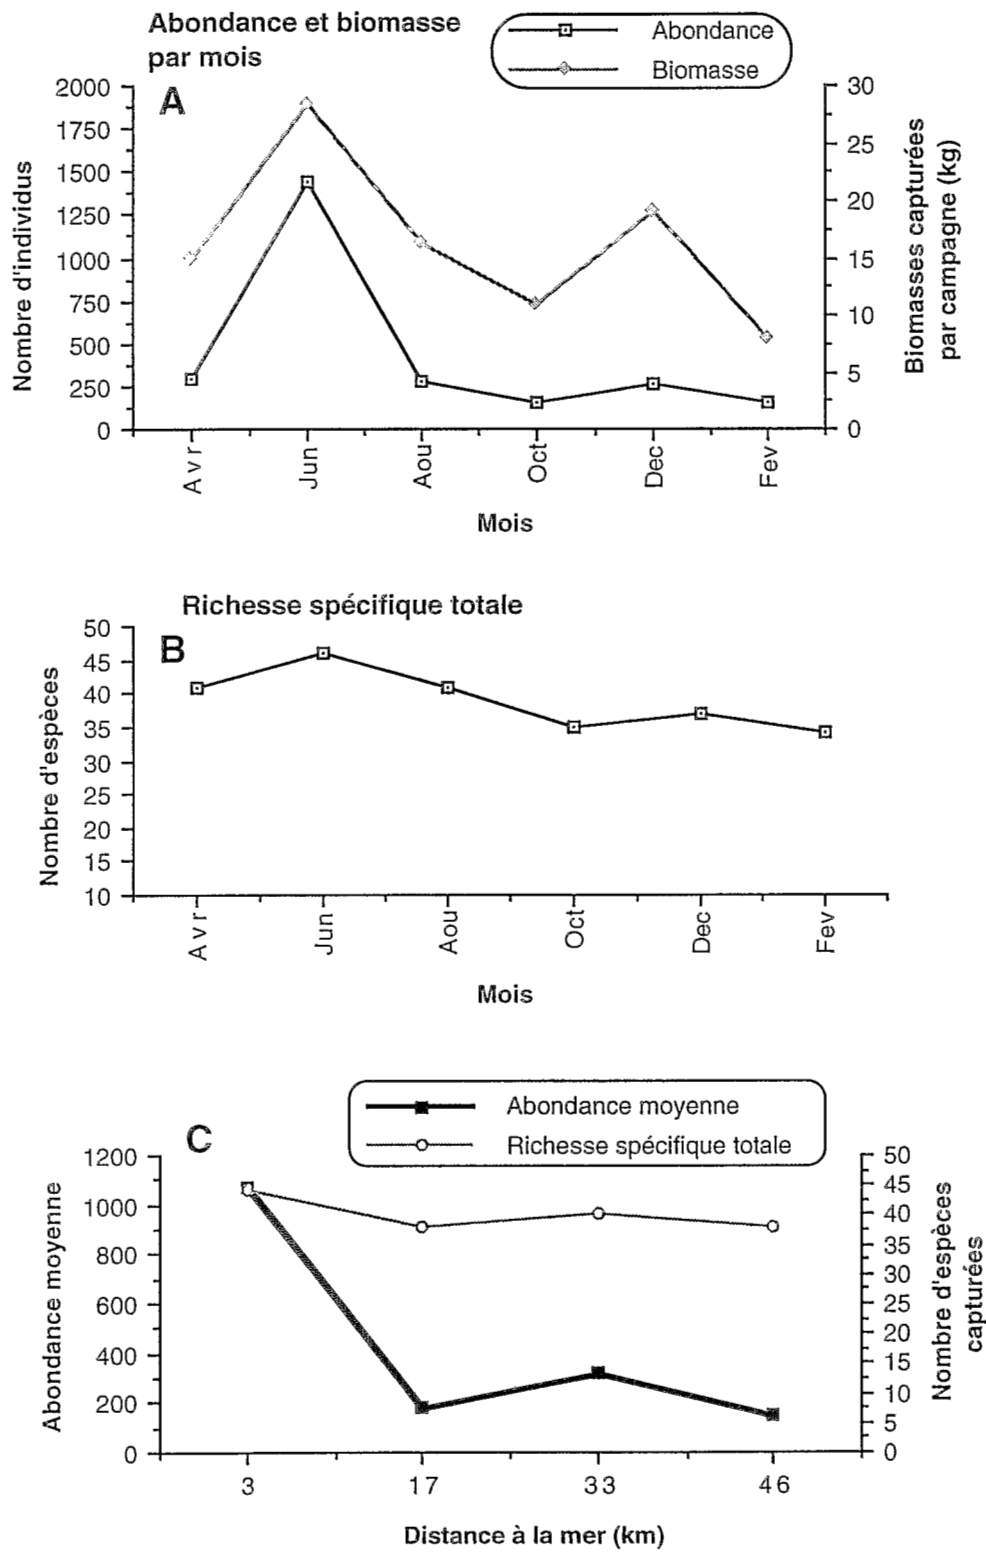 Abondance et biomasse
par mois
Abondance
Biomasse
A
2000
1750
1500
1250
1000
750
500
250
0
30
25
20
15
10
5
0
Nombre d'individus
Biomasses capturées
par campagne (kg)
Avr
Jun
Aou
Oct
Dec
Fev
Mois
Richesse spécifique totale
B
50
45
40
35
30
25
20
15
10
Nombre d'espèces
Avr
Jun
Aou
Oct
Dec
Fev
Mois
Abondance moyenne
Richesse spécifique totale
C
1200
1000
800
600
400
200
0
50
45
40
35
30
25
20
15
10
5
0
Abondance moyenne
Nombre d'espèces
capturées
3
17
33
46
Distance à la mer (km)